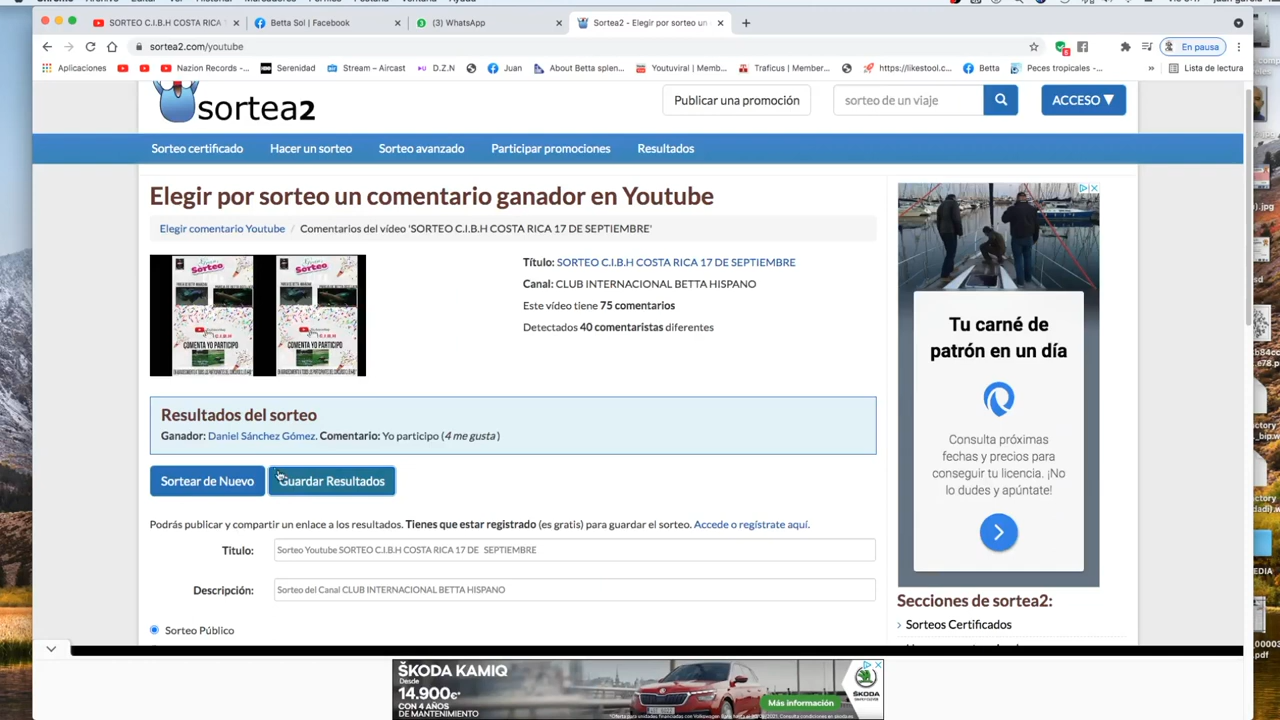 SORTEO C.I.B.H COSTA RICA 1
Betta Sol | Facebook
(3) WhatsApp
Sortea2 - Elegir por sorteo un
sortea2.com/youtube
En pausa
Aplicaciones
Nazion Records -...
Serenidad
Stream – Aircast
D.Z.N
Juan
About Betta splen...
Youtuviral | Memb...
Traficus | Member...
https://likestool.c...
Betta
Peces tropicales -...
Lista de lectura
sortea2
Publicar una promoción
sorteo de un viaje
ACCESO ▼
Sorteo certificado
Hacer un sorteo
Sorteo avanzado
Participar promociones
Resultados
Elegir por sorteo un comentario ganador en Youtube
Elegir comentario Youtube / Comentarios del vídeo 'SORTEO C.I.B.H COSTA RICA 17 DE SEPTIEMBRE'
Sorteo
Sorteo
C.I.B.H
C.I.B.H
COMENTA YO PARTICIPO
COMENTA YO PARTICIPO
Título: SORTEO C.I.B.H COSTA RICA 17 DE SEPTIEMBRE
Canal: CLUB INTERNACIONAL BETTA HISPANO
Este vídeo tiene 75 comentarios
Detectados 40 comentaristas diferentes
Resultados del sorteo
Ganador: Daniel Sánchez Gómez. Comentario: Yo participo (4 me gusta )
Sortear de Nuevo
Guardar Resultados
Podrás publicar y compartir un enlace a los resultados. Tienes que estar registrado (es gratis) para guardar el sorteo. Accede o regístrate aquí.
Titulo:
Sorteo Youtube SORTEO C.I.B.H COSTA RICA 17 DE SEPTIEMBRE
Descripción:
Sorteo del Canal CLUB INTERNACIONAL BETTA HISPANO
Sorteo Público
Tu carné de
patrón en un día
Consulta próximas
fechas y precios para
conseguir tu licencia. ¡No
lo dudes y apúntate!
Secciones de sortea2:
› Sorteos Certificados
ŠKODA KAMIQ
Desde
14.900€*
CON 4 AÑOS
DE MANTENIMIENTO
Más información
ŠKODA